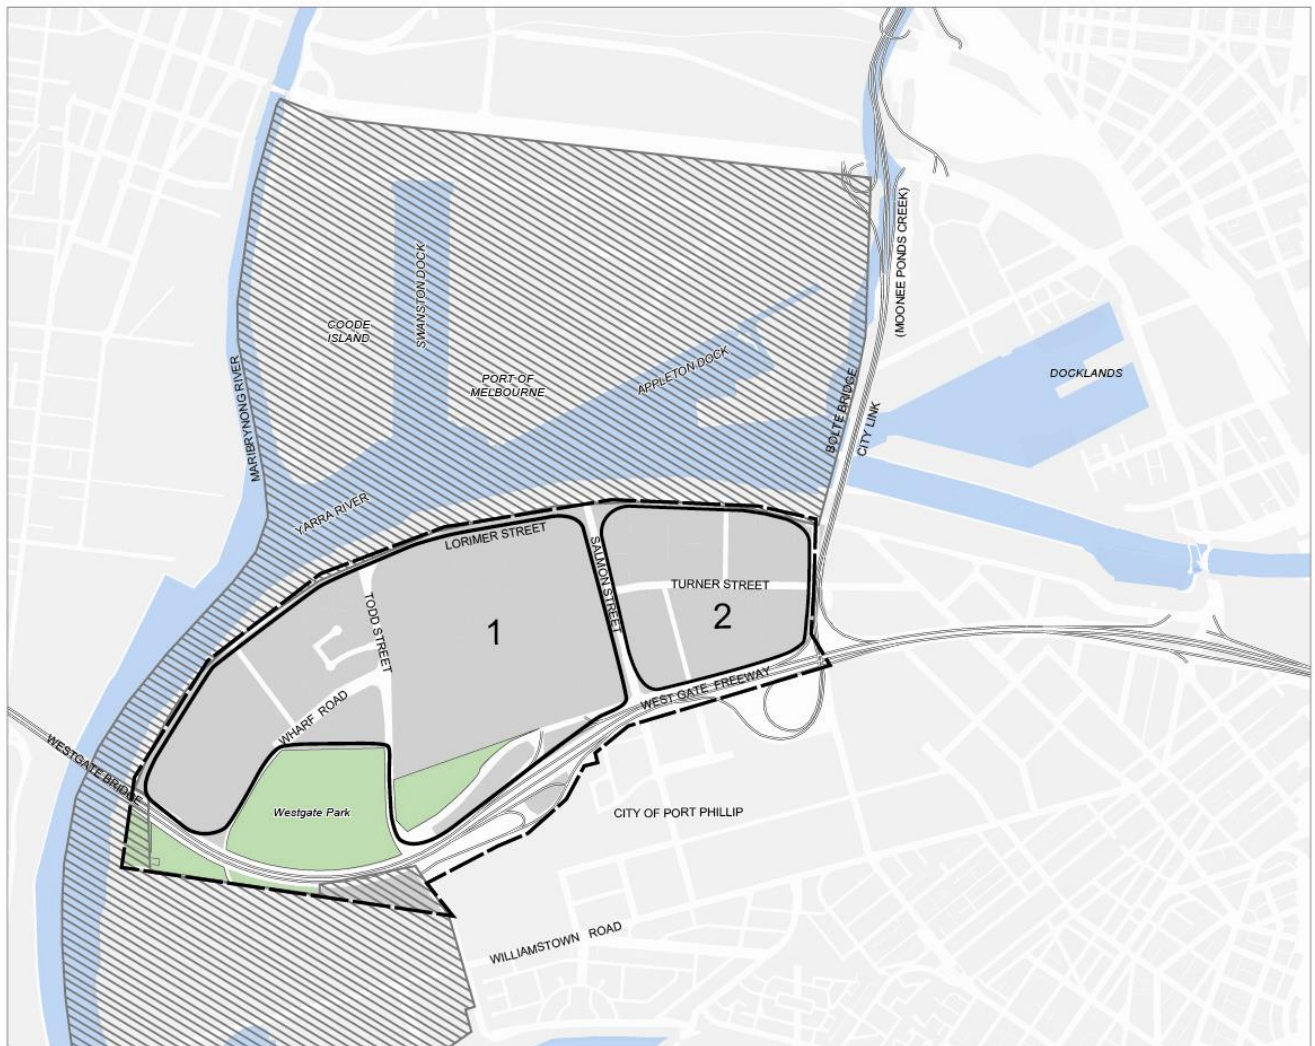 (MOONEE PONDS CREEK)
SWANSTON DOCK
COODE
ISLAND
PORT OF
MELBOURNE
APPLETON DOCK
DOCKLANDS
MARIBRYNONG RIVER
BOLTE BRIDGE
CITY LINK
YARRA RIVER
LORIMER STREET
SALMON STREET
TURNER STREET
2
1
TODD STREET
WHARF ROAD
WEST GATE FREEWAY
WESTGATE BRIDGE
Westgate Park
CITY OF PORT PHILLIP
WILLIAMSTOWN ROAD